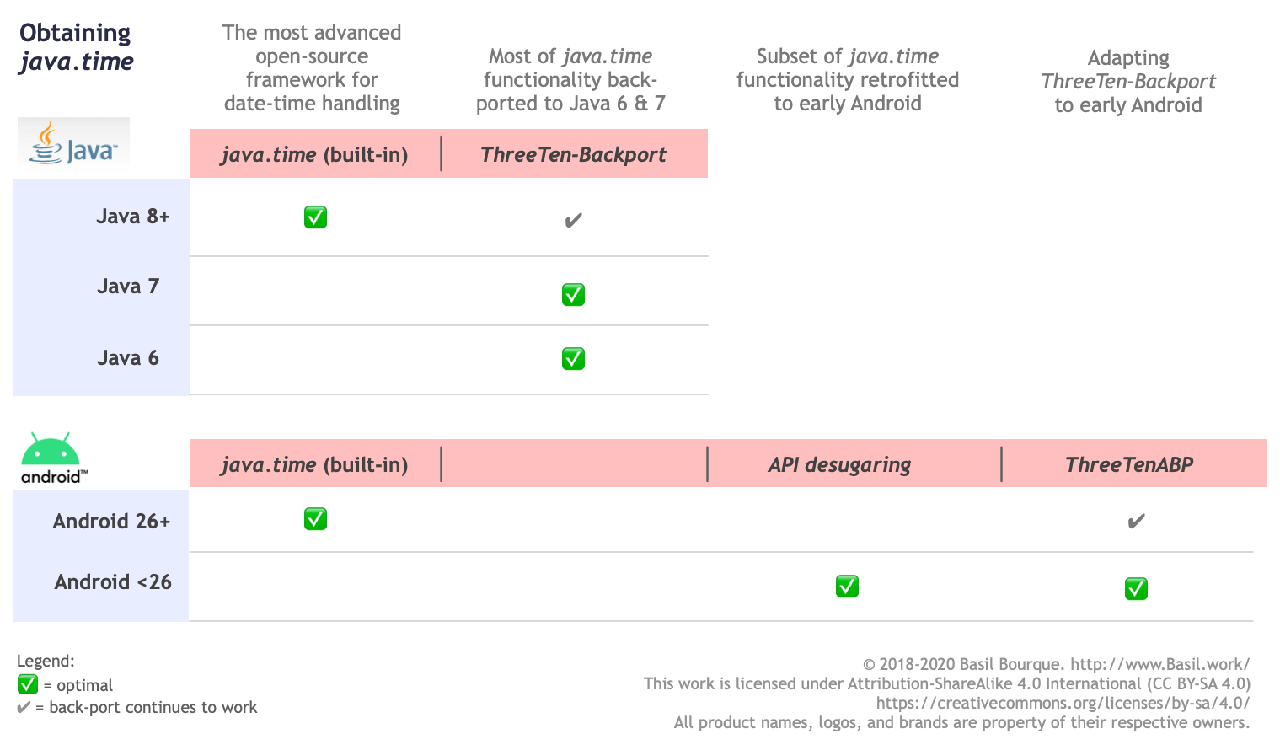 Obtaining
java.time
The most advanced
open-source
framework for
date-time handling
Most of java.time
functionality back-
ported to Java 6 & 7
Subset of java.time
functionality retrofitted
to early Android
Adapting
ThreeTen-Backport
to early Android
Java™
java.time (built-in)
ThreeTen-Backport
Java 8+
✅ ✔
Java 7
✅
Java 6
✅
android™
java.time (built-in)
API desugaring
ThreeTenABP
Android 26+
✅ ✔
Android <26
✅ ✅
Legend:
✅ = optimal
✔ = back-port continues to work
© 2018-2020 Basil Bourque. http://www.Basil.work/
This work is licensed under Attribution-ShareAlike 4.0 International (CC BY-SA 4.0)
https://creativecommons.org/licenses/by-sa/4.0/
All product names, logos, and brands are property of their respective owners.